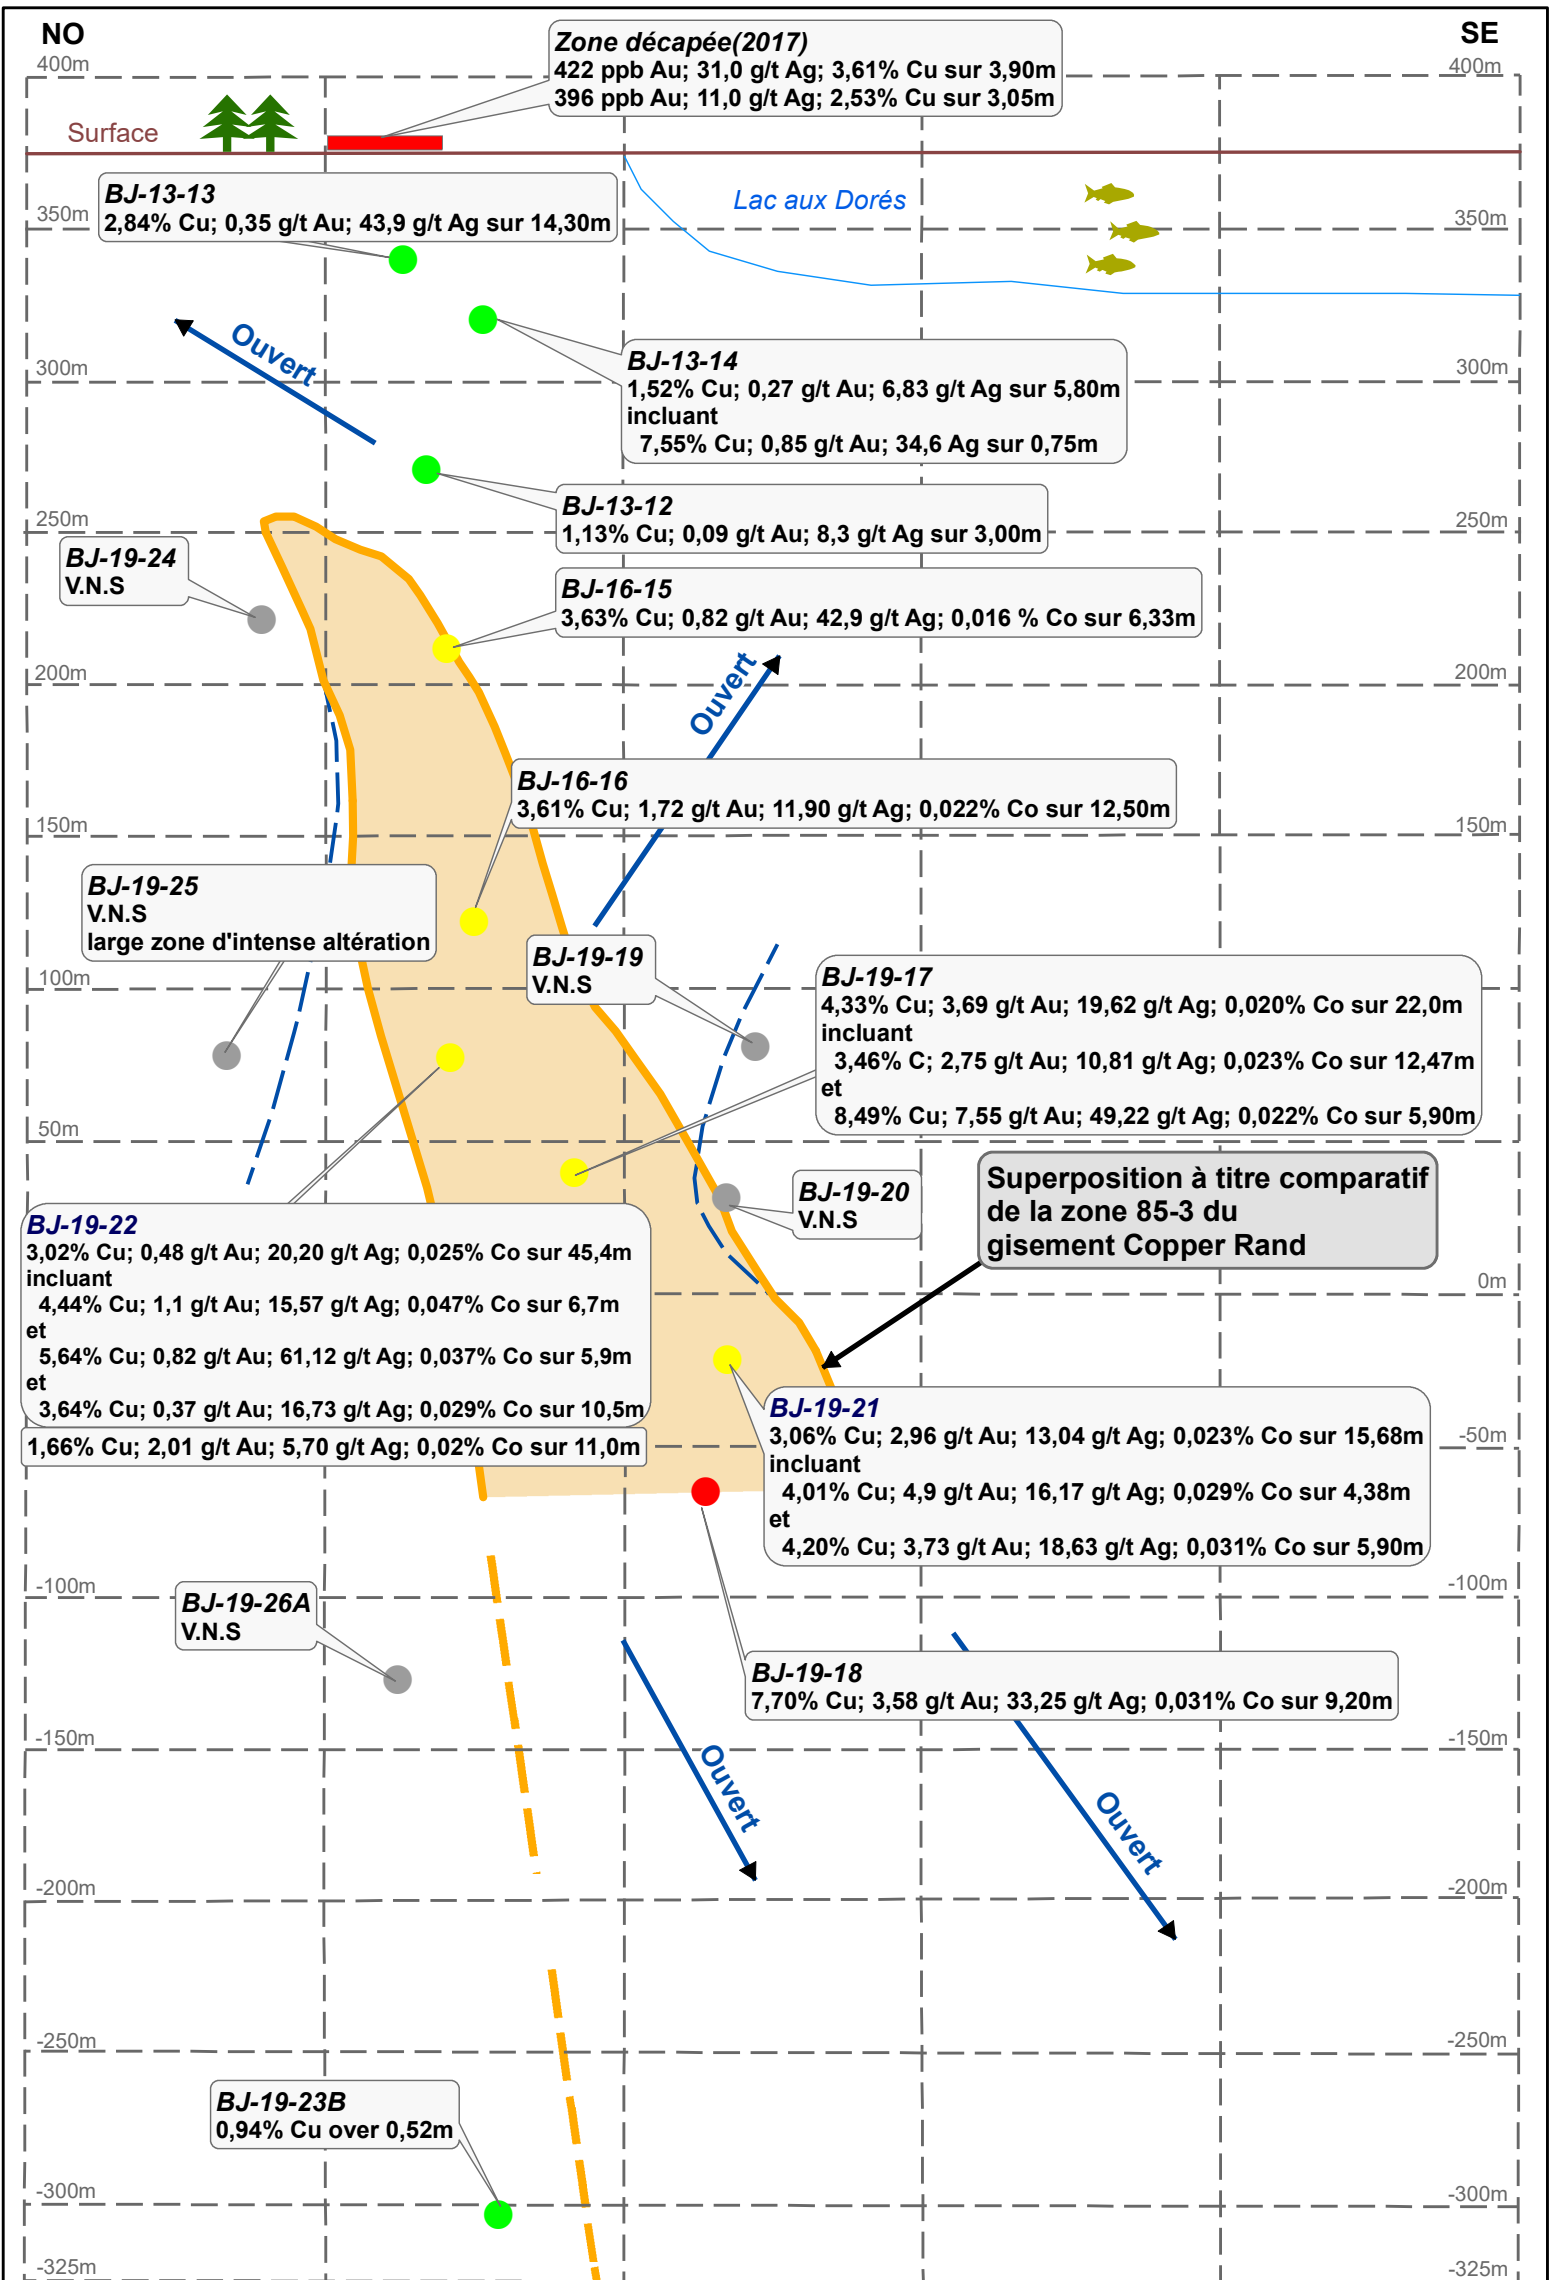 NO
SE
400m
400m
Zone décapée(2017)
422 ppb Au; 31,0 g/t Ag; 3,61% Cu sur 3,90m
396 ppb Au; 11,0 g/t Ag; 2,53% Cu sur 3,05m
Surface
BJ-13-13
2,84% Cu; 0,35 g/t Au; 43,9 g/t Ag sur 14,30m
Lac aux Dorés
350m
350m
Ouvert
BJ-13-14
1,52% Cu; 0,27 g/t Au; 6,83 g/t Ag sur 5,80m
incluant
7,55% Cu; 0,85 g/t Au; 34,6 Ag sur 0,75m
300m
300m
BJ-13-12
1,13% Cu; 0,09 g/t Au; 8,3 g/t Ag sur 3,00m
250m
250m
BJ-19-24
V.N.S
BJ-16-15
3,63% Cu; 0,82 g/t Au; 42,9 g/t Ag; 0,016 % Co sur 6,33m
Ouvert
200m
200m
BJ-16-16
3,61% Cu; 1,72 g/t Au; 11,90 g/t Ag; 0,022% Co sur 12,50m
150m
150m
BJ-19-25
V.N.S
large zone d'intense altération
BJ-19-19
V.N.S
100m
BJ-19-17
4,33% Cu; 3,69 g/t Au; 19,62 g/t Ag; 0,020% Co sur 22,0m
incluant
3,46% C; 2,75 g/t Au; 10,81 g/t Ag; 0,023% Co sur 12,47m
et
8,49% Cu; 7,55 g/t Au; 49,22 g/t Ag; 0,022% Co sur 5,90m
50m
Superposition à titre comparatif
de la zone 85-3 du
gisement Copper Rand
BJ-19-20
V.N.S
BJ-19-22
3,02% Cu; 0,48 g/t Au; 20,20 g/t Ag; 0,025% Co sur 45,4m
incluant
4,44% Cu; 1,1 g/t Au; 15,57 g/t Ag; 0,047% Co sur 6,7m
et
5,64% Cu; 0,82 g/t Au; 61,12 g/t Ag; 0,037% Co sur 5,9m
et
3,64% Cu; 0,37 g/t Au; 16,73 g/t Ag; 0,029% Co sur 10,5m
1,66% Cu; 2,01 g/t Au; 5,70 g/t Ag; 0,02% Co sur 11,0m
0m
BJ-19-21
3,06% Cu; 2,96 g/t Au; 13,04 g/t Ag; 0,023% Co sur 15,68m
incluant
4,01% Cu; 4,9 g/t Au; 16,17 g/t Ag; 0,029% Co sur 4,38m
et
4,20% Cu; 3,73 g/t Au; 18,63 g/t Ag; 0,031% Co sur 5,90m
-50m
-100m
-100m
BJ-19-26A
V.N.S
BJ-19-18
7,70% Cu; 3,58 g/t Au; 33,25 g/t Ag; 0,031% Co sur 9,20m
-150m
-150m
Ouvert
Ouvert
-200m
-200m
-250m
-250m
BJ-19-23B
0,94% Cu over 0,52m
-300m
-300m
-325m
-325m